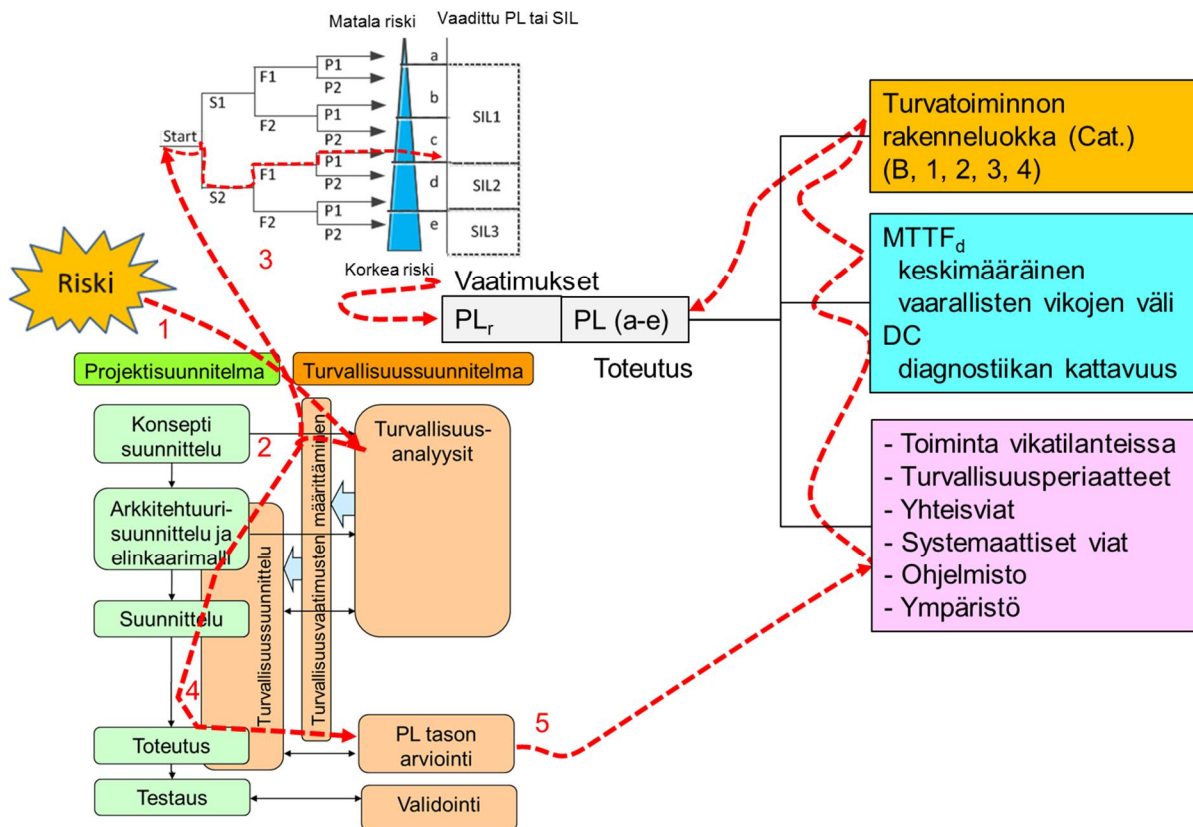 Matala riski
Vaadittu PL tai SIL
Start
S1
S2
F1
F2
F1
F2
P1
P2
P1
P2
P1
P2
P1
P2
a
b
c
d
e
SIL1
SIL2
SIL3
Korkea riski
3
Riski
1
Vaatimukset
PLr
PL (a-e)
Toteutus
Turvatoiminnon
rakenneluokka (Cat.)
(B, 1, 2, 3, 4)
MTTFd
keskimääräinen
vaarallisten vikojen väli
DC
diagnostiikan kattavuus
- Toiminta vikatilanteissa
- Turvallisuusperiaatteet
- Yhteisviat
- Systemaattiset viat
- Ohjelmisto
- Ympäristö
Projektisuunnitelma
Turvallisuussuunnitelma
Konsepti
suunnittelu
2
Turvallisuus-
analyysit
Arkkitehtuuri-
suunnittelu ja
elinkaarimalli
Suunnittelu
Turvallisuussuunnittelu
Turvallisuusvaatimusten määrittäminen
4
5
Toteutus
PL tason
arviointi
Testaus
Validointi